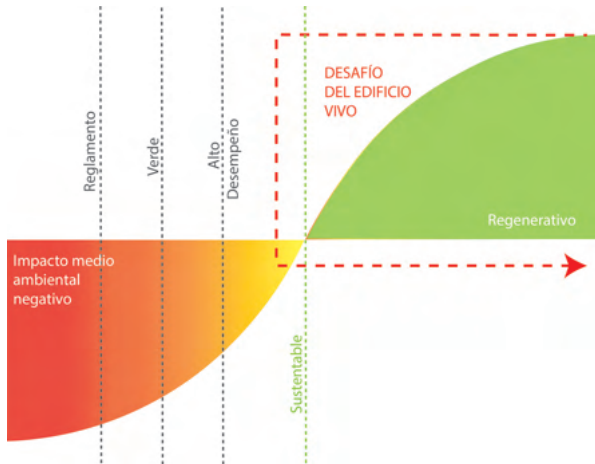 DESAFÍO
DEL EDIFICIO
VIVO
Reglamento
Verde
Alto
Desempeño
Regenerativo
Impacto medio
ambiental
negativo
Sustentable